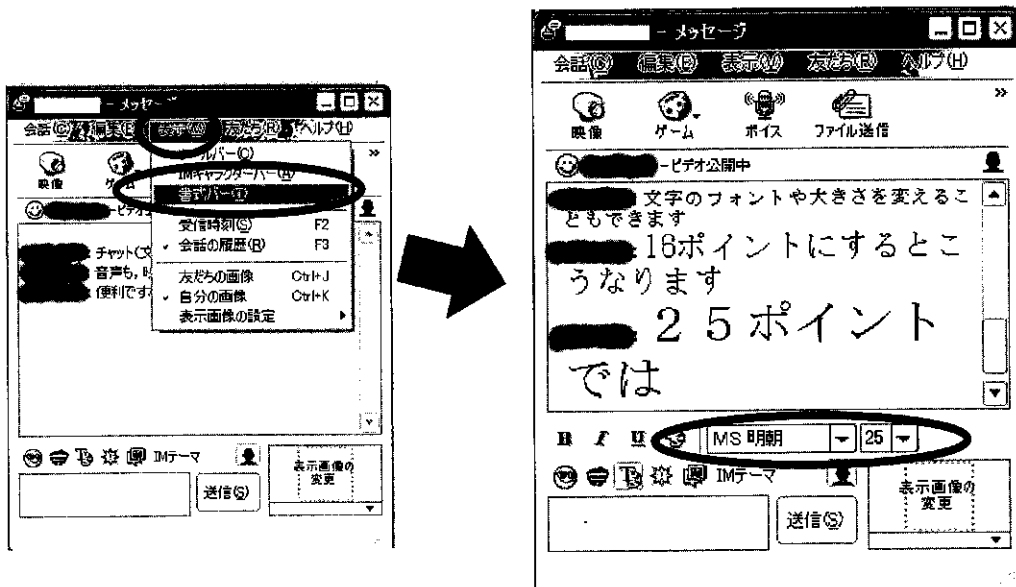 - メッセージ
会話(C) 編集(E) 表示(V) 友だち(R) ヘルプ(H)
映像
ツールバー(C)
IMキャラクターバー(A)
書式バー(T)
受信時刻(S) F2
会話の履歴(R) F3
友だちの画像 Ctrl+J
自分の画像 Ctrl+K
表示画像の設定
チャット(文
音声も,
便利です
IMテーマ
送信(S)
表示画像の
変更
- メッセージ
会話(C) 編集(E) 表示(V) 友だち(R) ヘルプ(H)
映像 ゲーム ボイス ファイル送信
-ビデオ公開中
文字のフォントや大きさを変えるこ
ともできます
16ポイントにするとこ
うなります
25ポイント
では
B I U MS 明朝 25
IMテーマ
送信(S)
表示画像の
変更